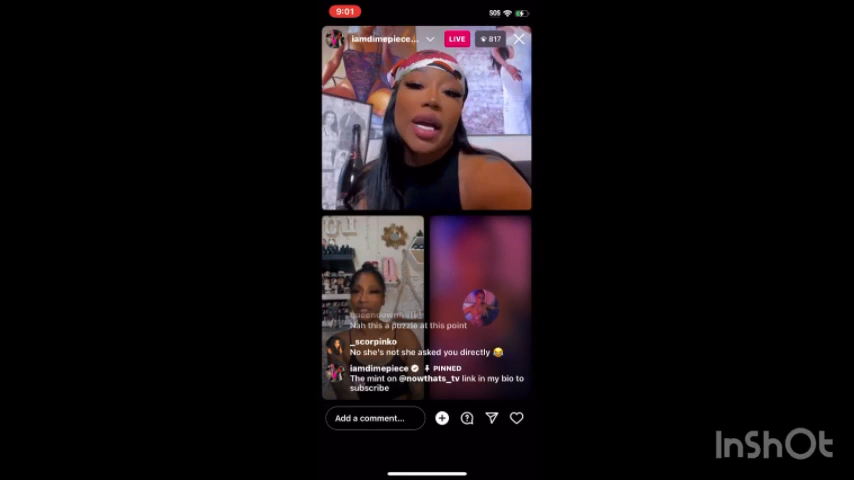 9:01
SOS
iamdimepiece...
LIVE
817
Nah this a puzzle at this point
_scorpinko
No she's not she asked you directly 😂
iamdimepiece PINNED
The mint on @nowthats_tv link in my bio to
subscribe
Add a comment...
InShOt